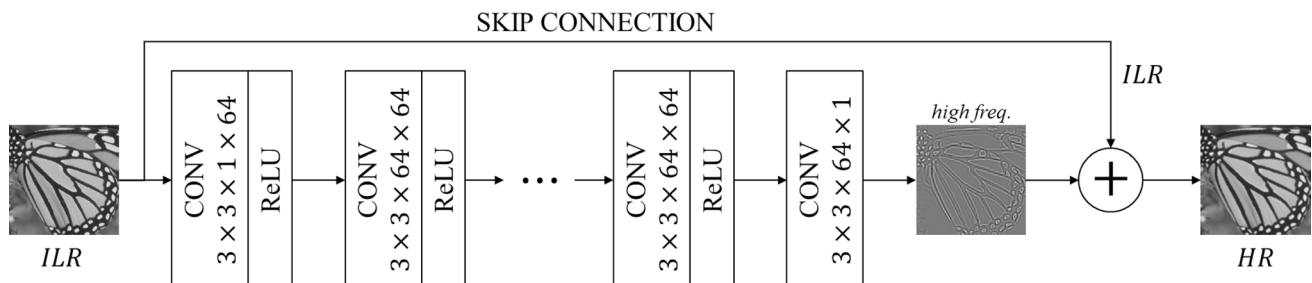 SKIP CONNECTION
ILR
ILR
CONV
3 × 3 × 1 × 64
ReLU
CONV
3 × 3 × 64 × 64
ReLU
...
CONV
3 × 3 × 64 × 64
ReLU
CONV
3 × 3 × 64 × 1
high freq.
+
HR